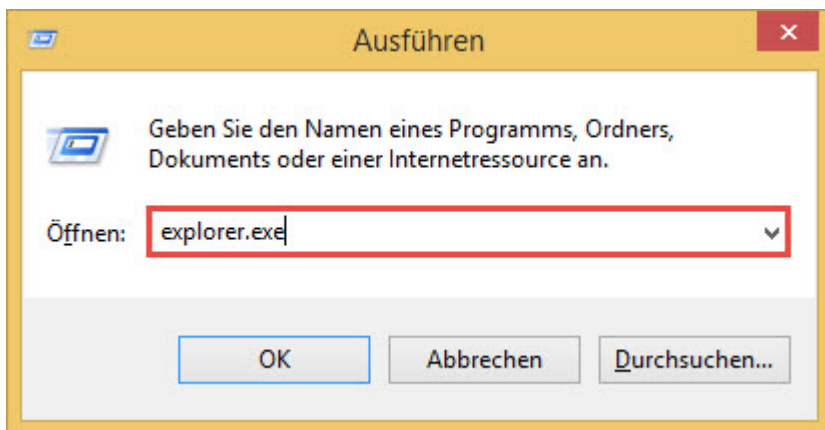 Ausführen
Geben Sie den Namen eines Programms, Ordners,
Dokuments oder einer Internetressource an.
Öffnen: explorer.exe
OK Abbrechen Durchsuchen...